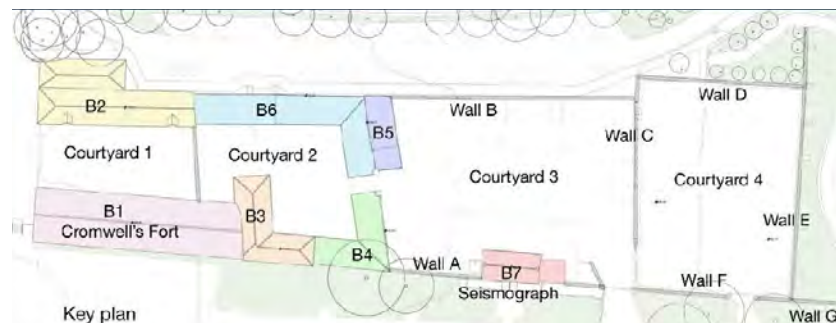 Wall D
B2
B6
Wall B
B5
Wall C
Courtyard 1
Courtyard 2
Courtyard 3
Courtyard 4
B1
B3
Wall E
Cromwell's Fort
B4
Wall A
B7
Wall F
Seismograph
Key plan
Wall G